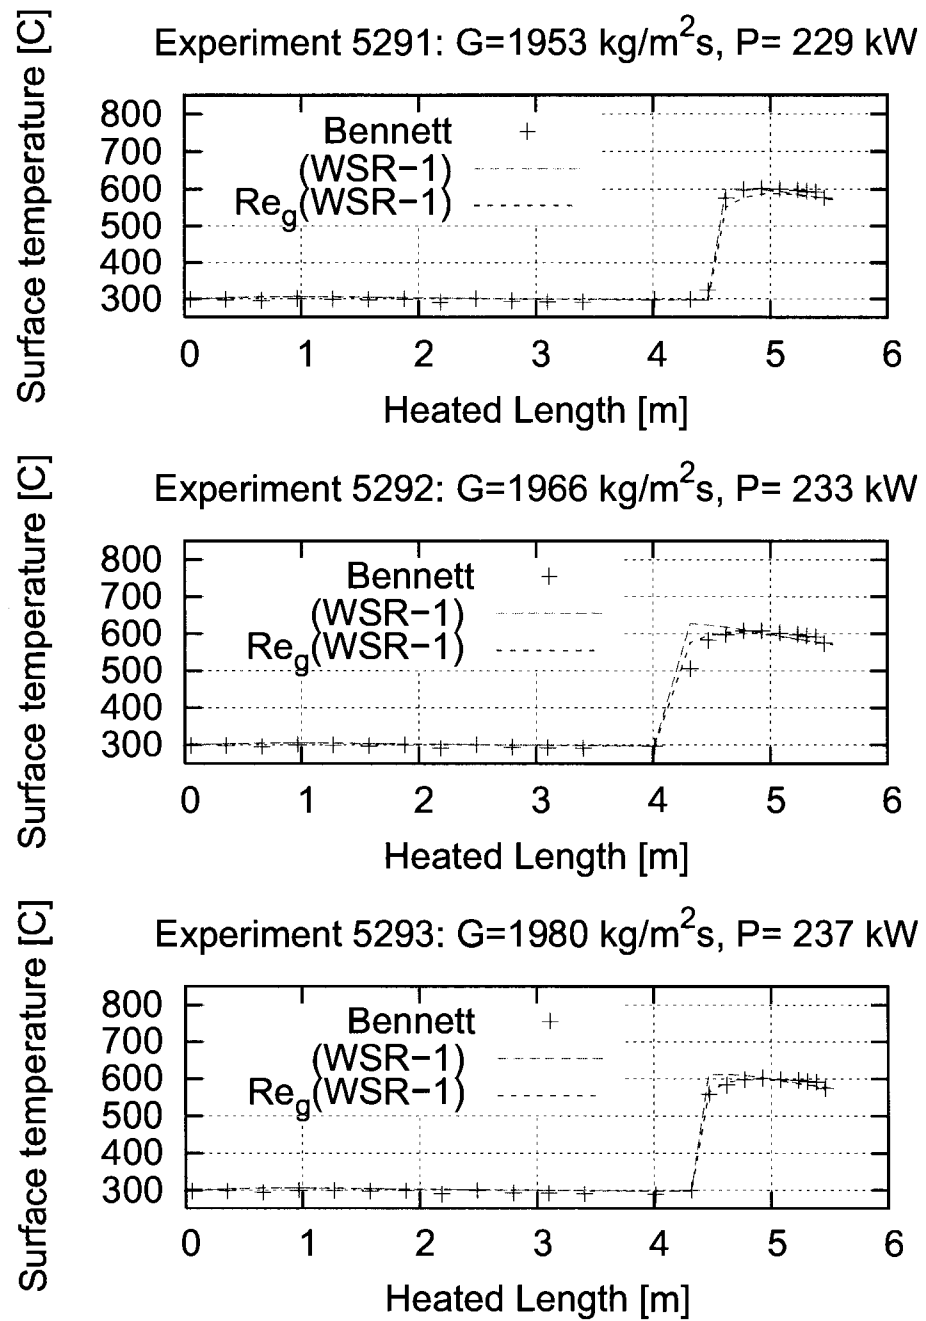 Experiment 5291: G=1953 kg/m²s, P= 229 kW
Surface temperature [C]
800
700
600
500
400
300
Bennett
(WSR−1)
Reg(WSR−1)
0 1 2 3 4 5 6
Heated Length [m]
Experiment 5292: G=1966 kg/m²s, P= 233 kW
Surface temperature [C]
800
700
600
500
400
300
Bennett
(WSR−1)
Reg(WSR−1)
0 1 2 3 4 5 6
Heated Length [m]
Experiment 5293: G=1980 kg/m²s, P= 237 kW
Surface temperature [C]
800
700
600
500
400
300
Bennett
(WSR−1)
Reg(WSR−1)
0 1 2 3 4 5 6
Heated Length [m]